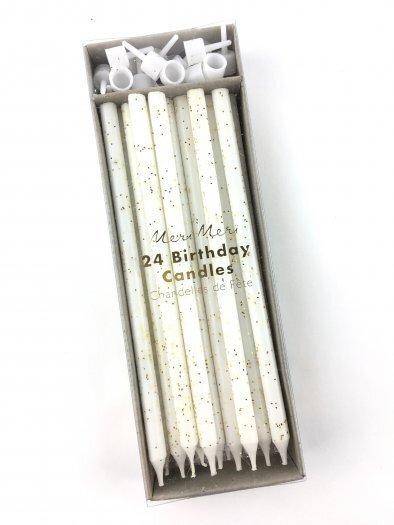 Meri Meri
24 Birthday
Candles
Chandelles de Fête